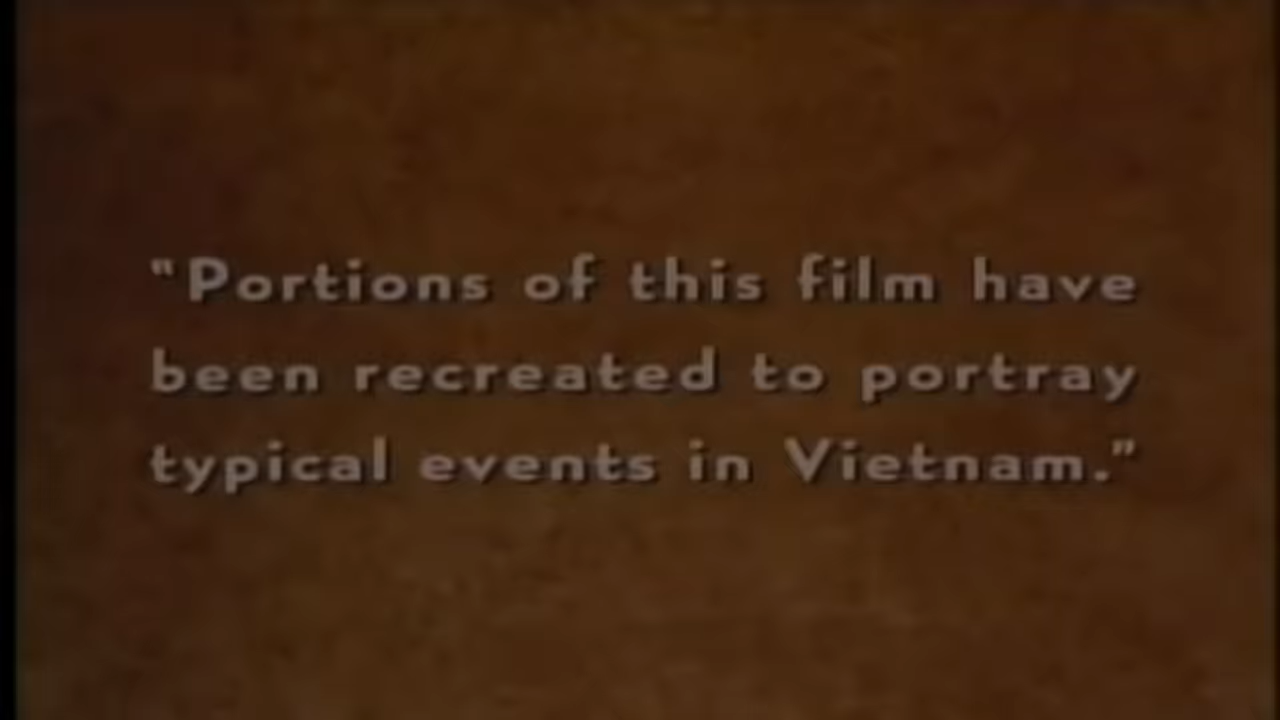 "Portions of this film have
been recreated to portray
typical events in Vietnam."